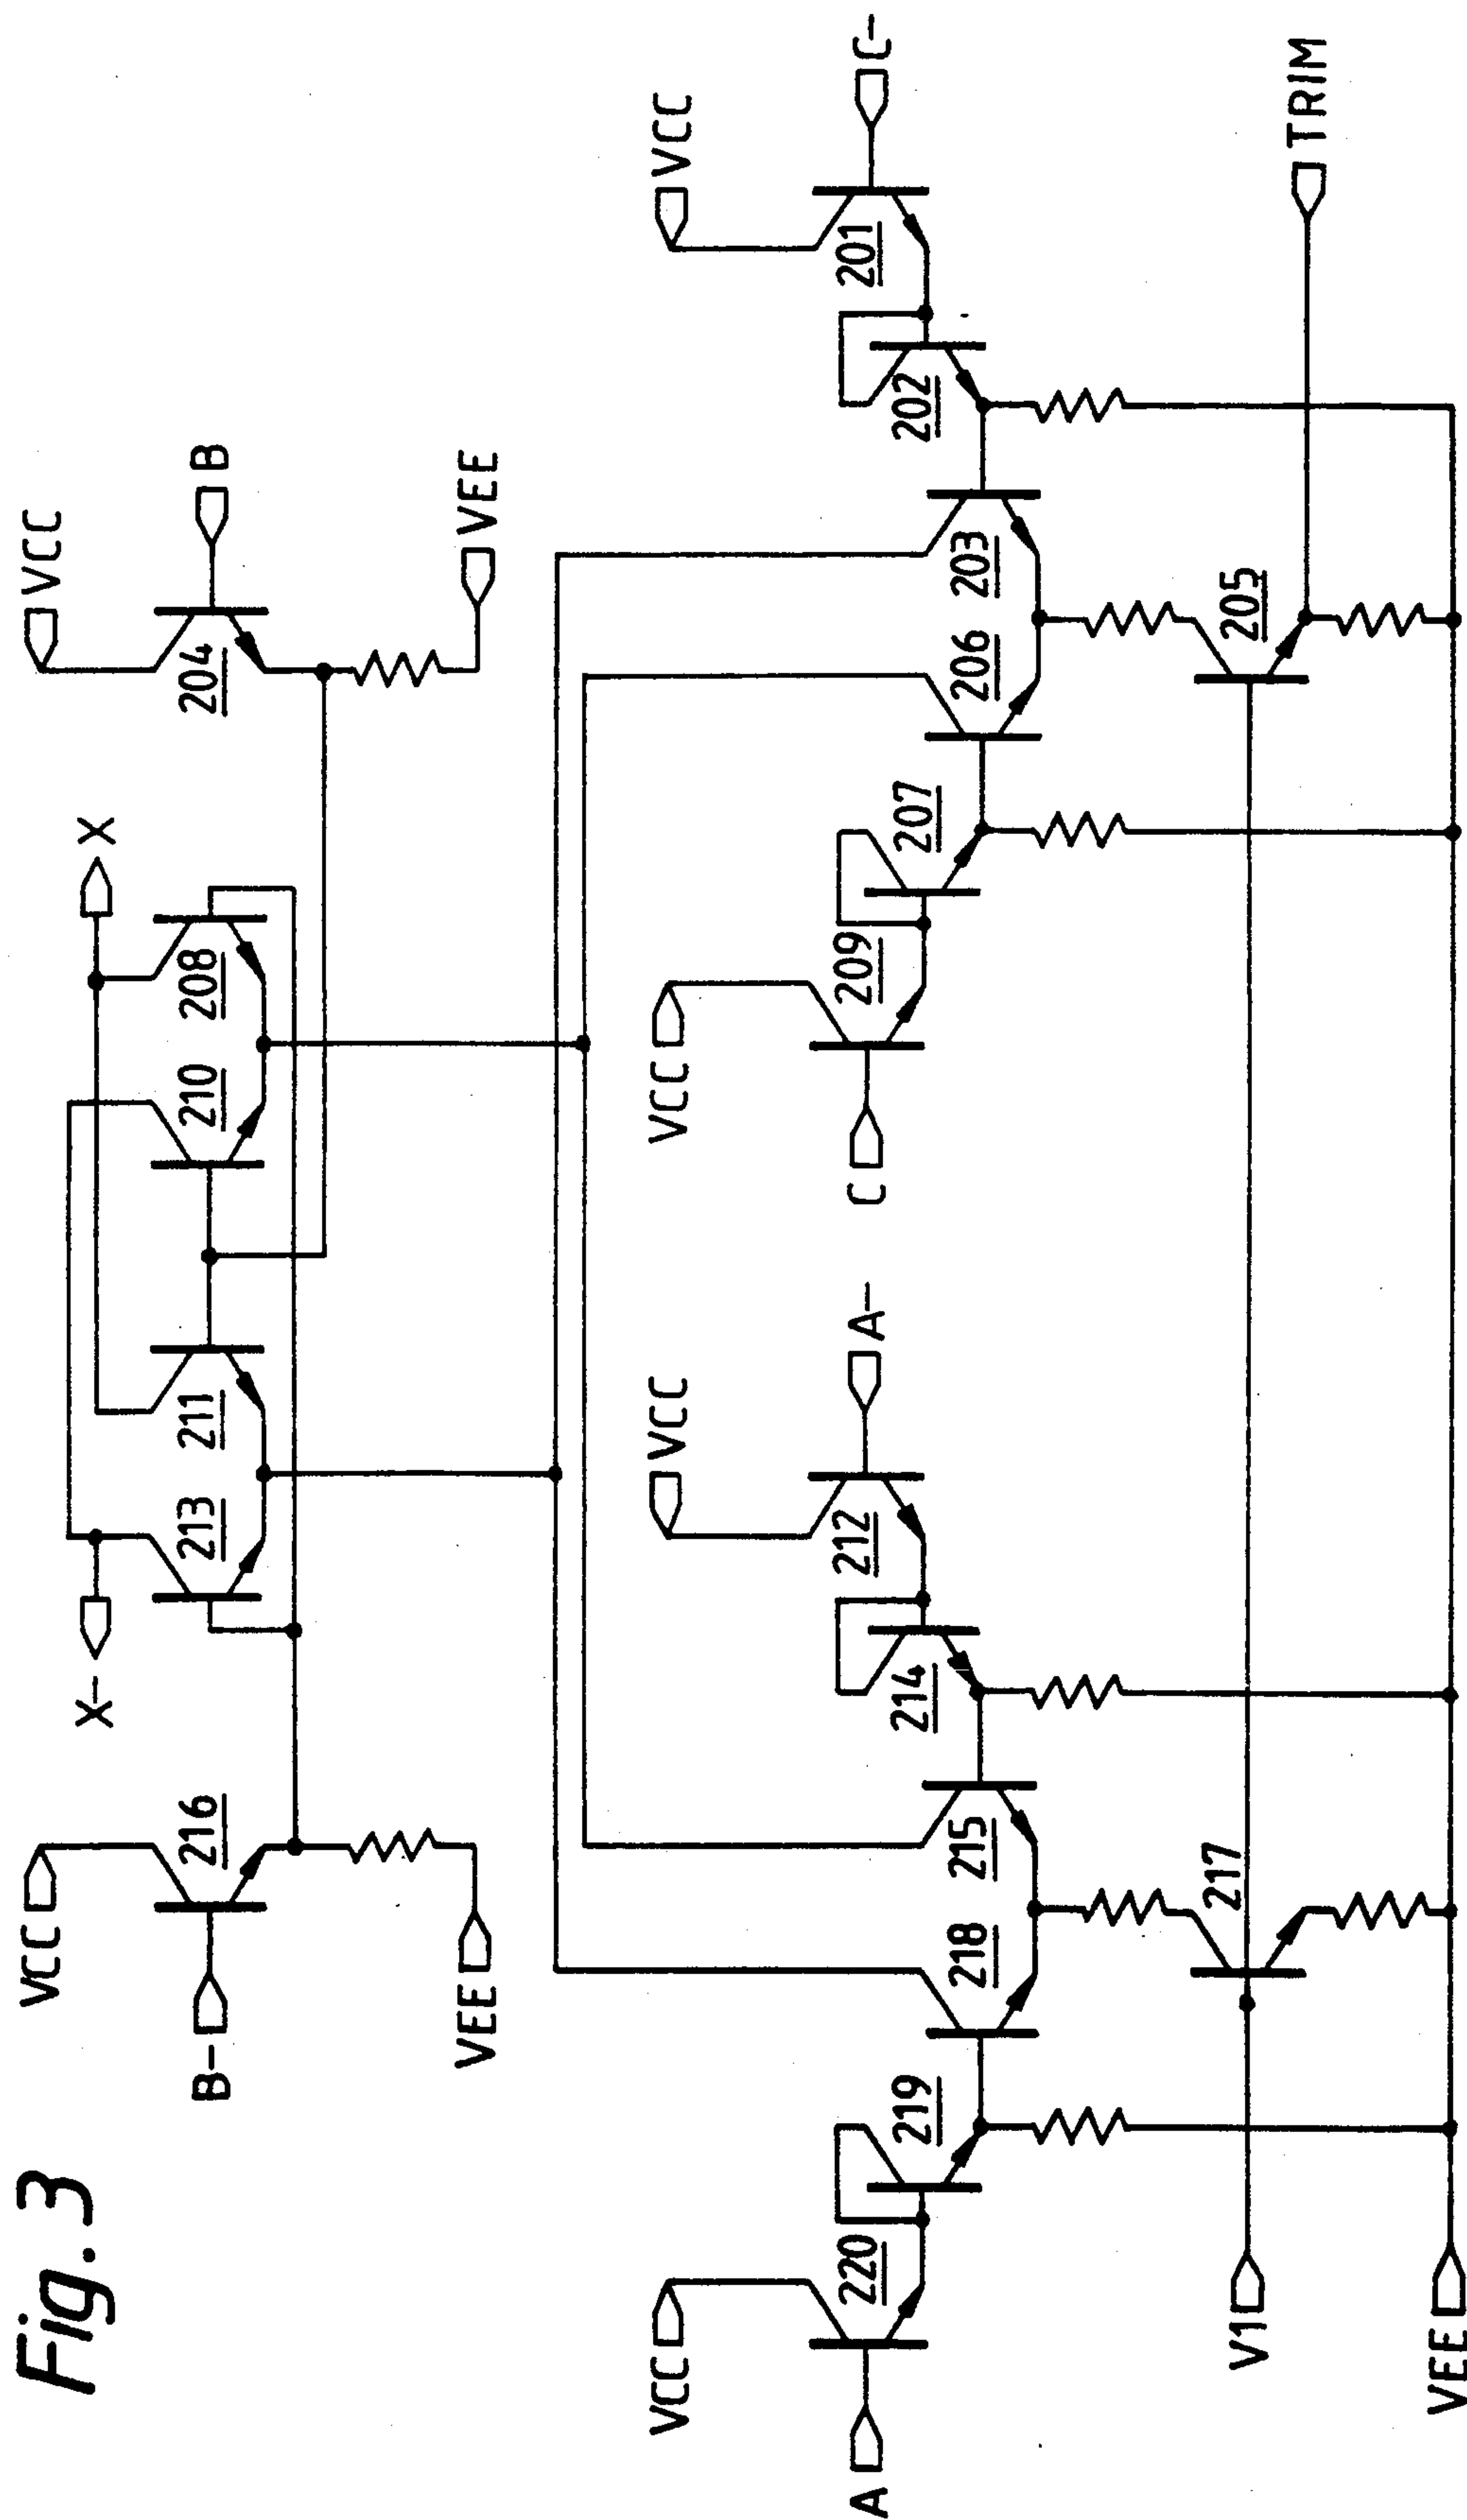 Fig. 3
VCC
VCC
B-
216
X-
213
211
210
208
X
204
B
VEE
VEE
VCC
VCC
VCC
VCC
A
220
219
218
215
214
212
A-
C
209
207
206
203
202
201
C-
V1
217
205
TRIM
VEE